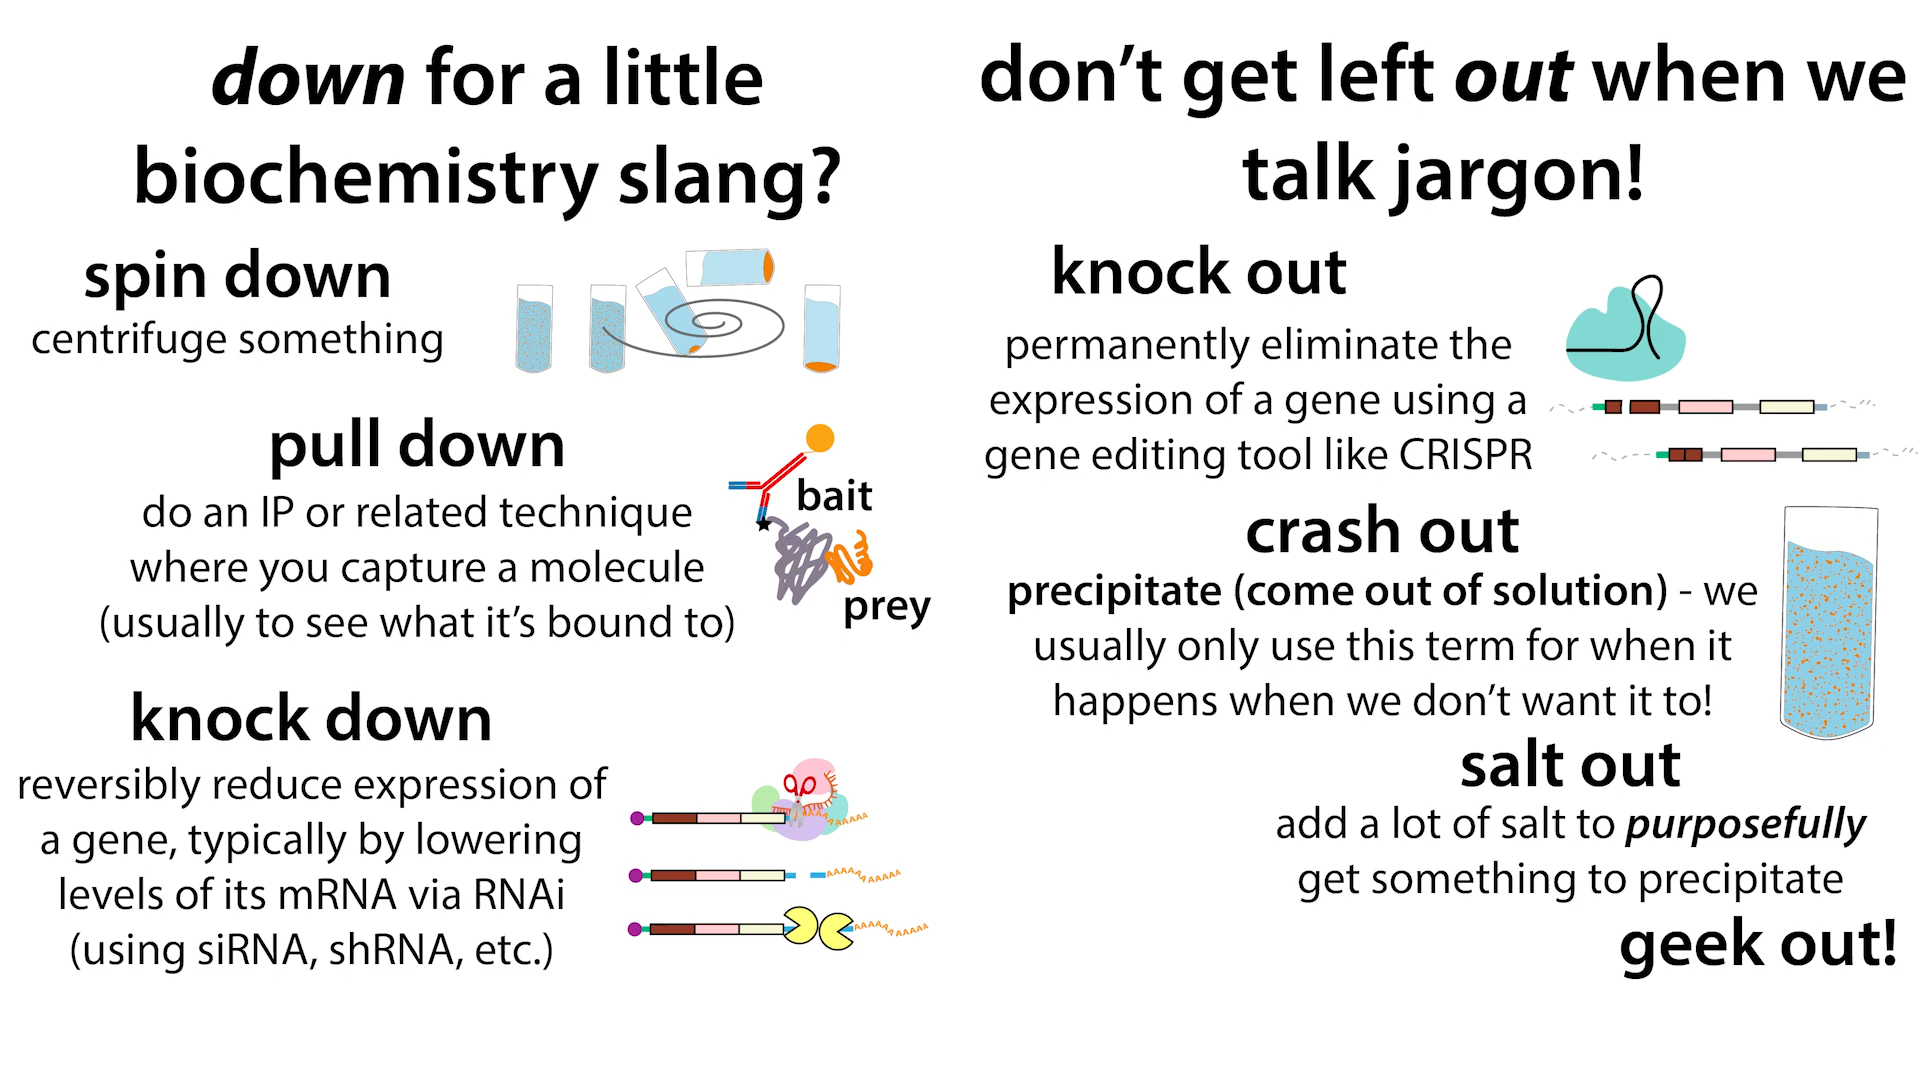 down for a little
biochemistry slang?
spin down
centrifuge something
pull down
do an IP or related technique
where you capture a molecule
(usually to see what it’s bound to)
bait
prey
knock down
reversibly reduce expression of
a gene, typically by lowering
levels of its mRNA via RNAi
(using siRNA, shRNA, etc.)
AAAAAAA
AAAAAAAAAAA
AAAAAAAAAAA
don’t get left out when we
talk jargon!
knock out
permanently eliminate the
expression of a gene using a
gene editing tool like CRISPR
crash out
precipitate (come out of solution) - we
usually only use this term for when it
happens when we don’t want it to!
salt out
add a lot of salt to purposefully
get something to precipitate
geek out!